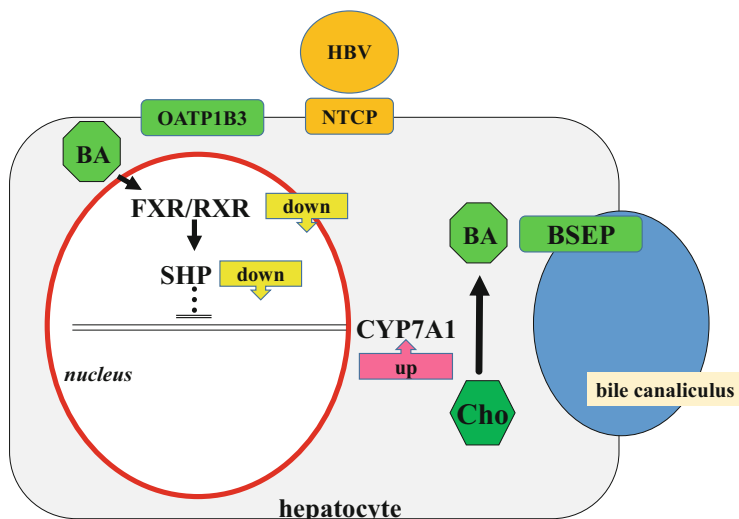 HBV
OATP1B3
NTCP
BA
FXR/RXR
down
BA
BSEP
SHP
down
CYP7A1
nucleus
up
bile canaliculus
Cho
hepatocyte